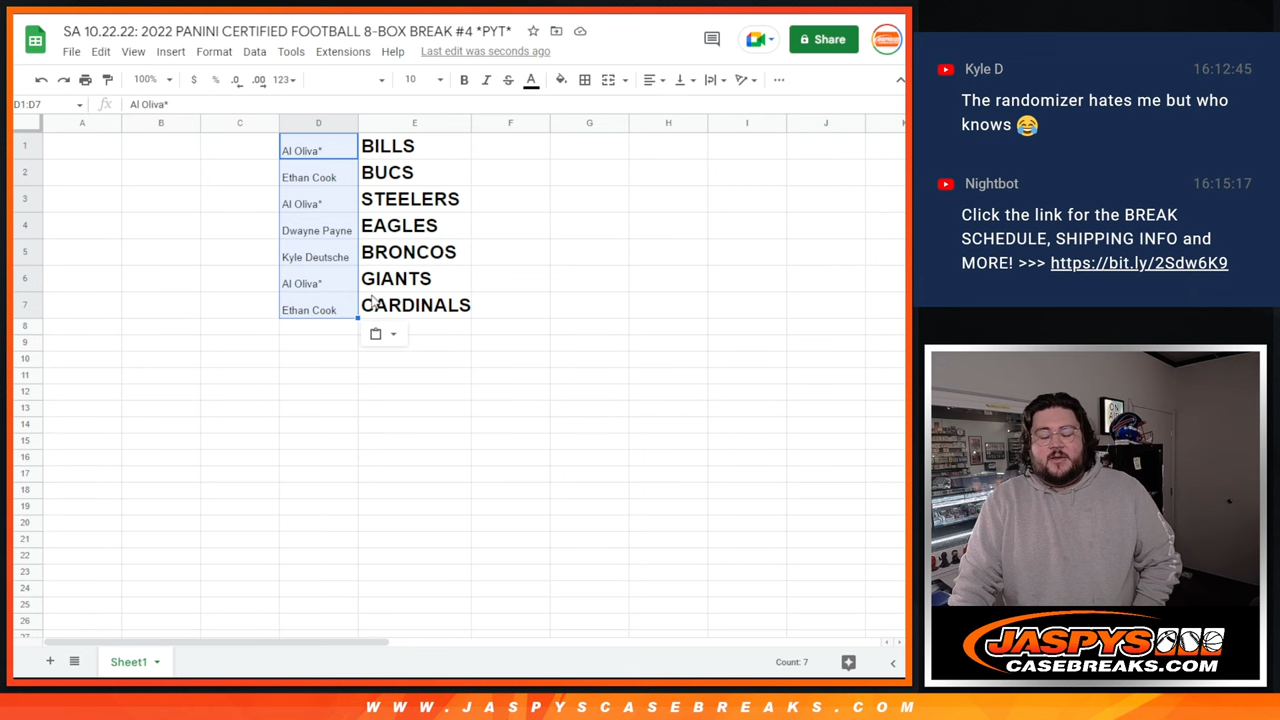 SA 10.22.22: 2022 PANINI CERTIFIED FOOTBALL 8-BOX BREAK #4 *PYT*
File Edit View Insert Format Data Tools Extensions Help Last edit was seconds ago
Share
100% $ % .0 .00 123 10 B I S A
D1:D7 fx Al Oliva*
A B C D E F G H I J K
1 Al Oliva* BILLS
2 Ethan Cook BUCS
3 Al Oliva* STEELERS
4 Dwayne Payne EAGLES
5 Kyle Deutsche BRONCOS
6 Al Oliva* GIANTS
7 Ethan Cook CARDINALS
8
9
10
11
12
13
14
15
16
17
18
19
20
21
22
23
24
25
26
27
Sheet1
Count: 7
Kyle D 16:12:45
The randomizer hates me but who
knows 😂
Nightbot 16:15:17
Click the link for the BREAK
SCHEDULE, SHIPPING INFO and
MORE! >>> https://bit.ly/2Sdw6K9
ON
JASPYS
CASEBREAKS.COM
WWW.JASPYSCASEBREAKS.COM